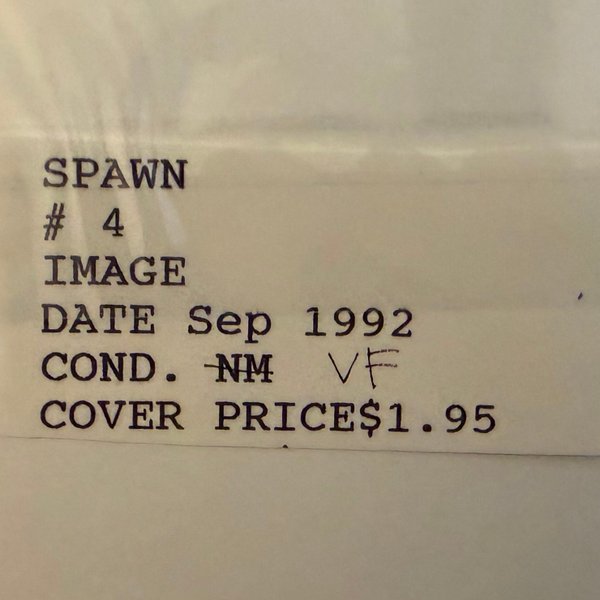 SPAWN
# 4
IMAGE
DATE Sep 1992
COND. NM VF
COVER PRICE$1.95